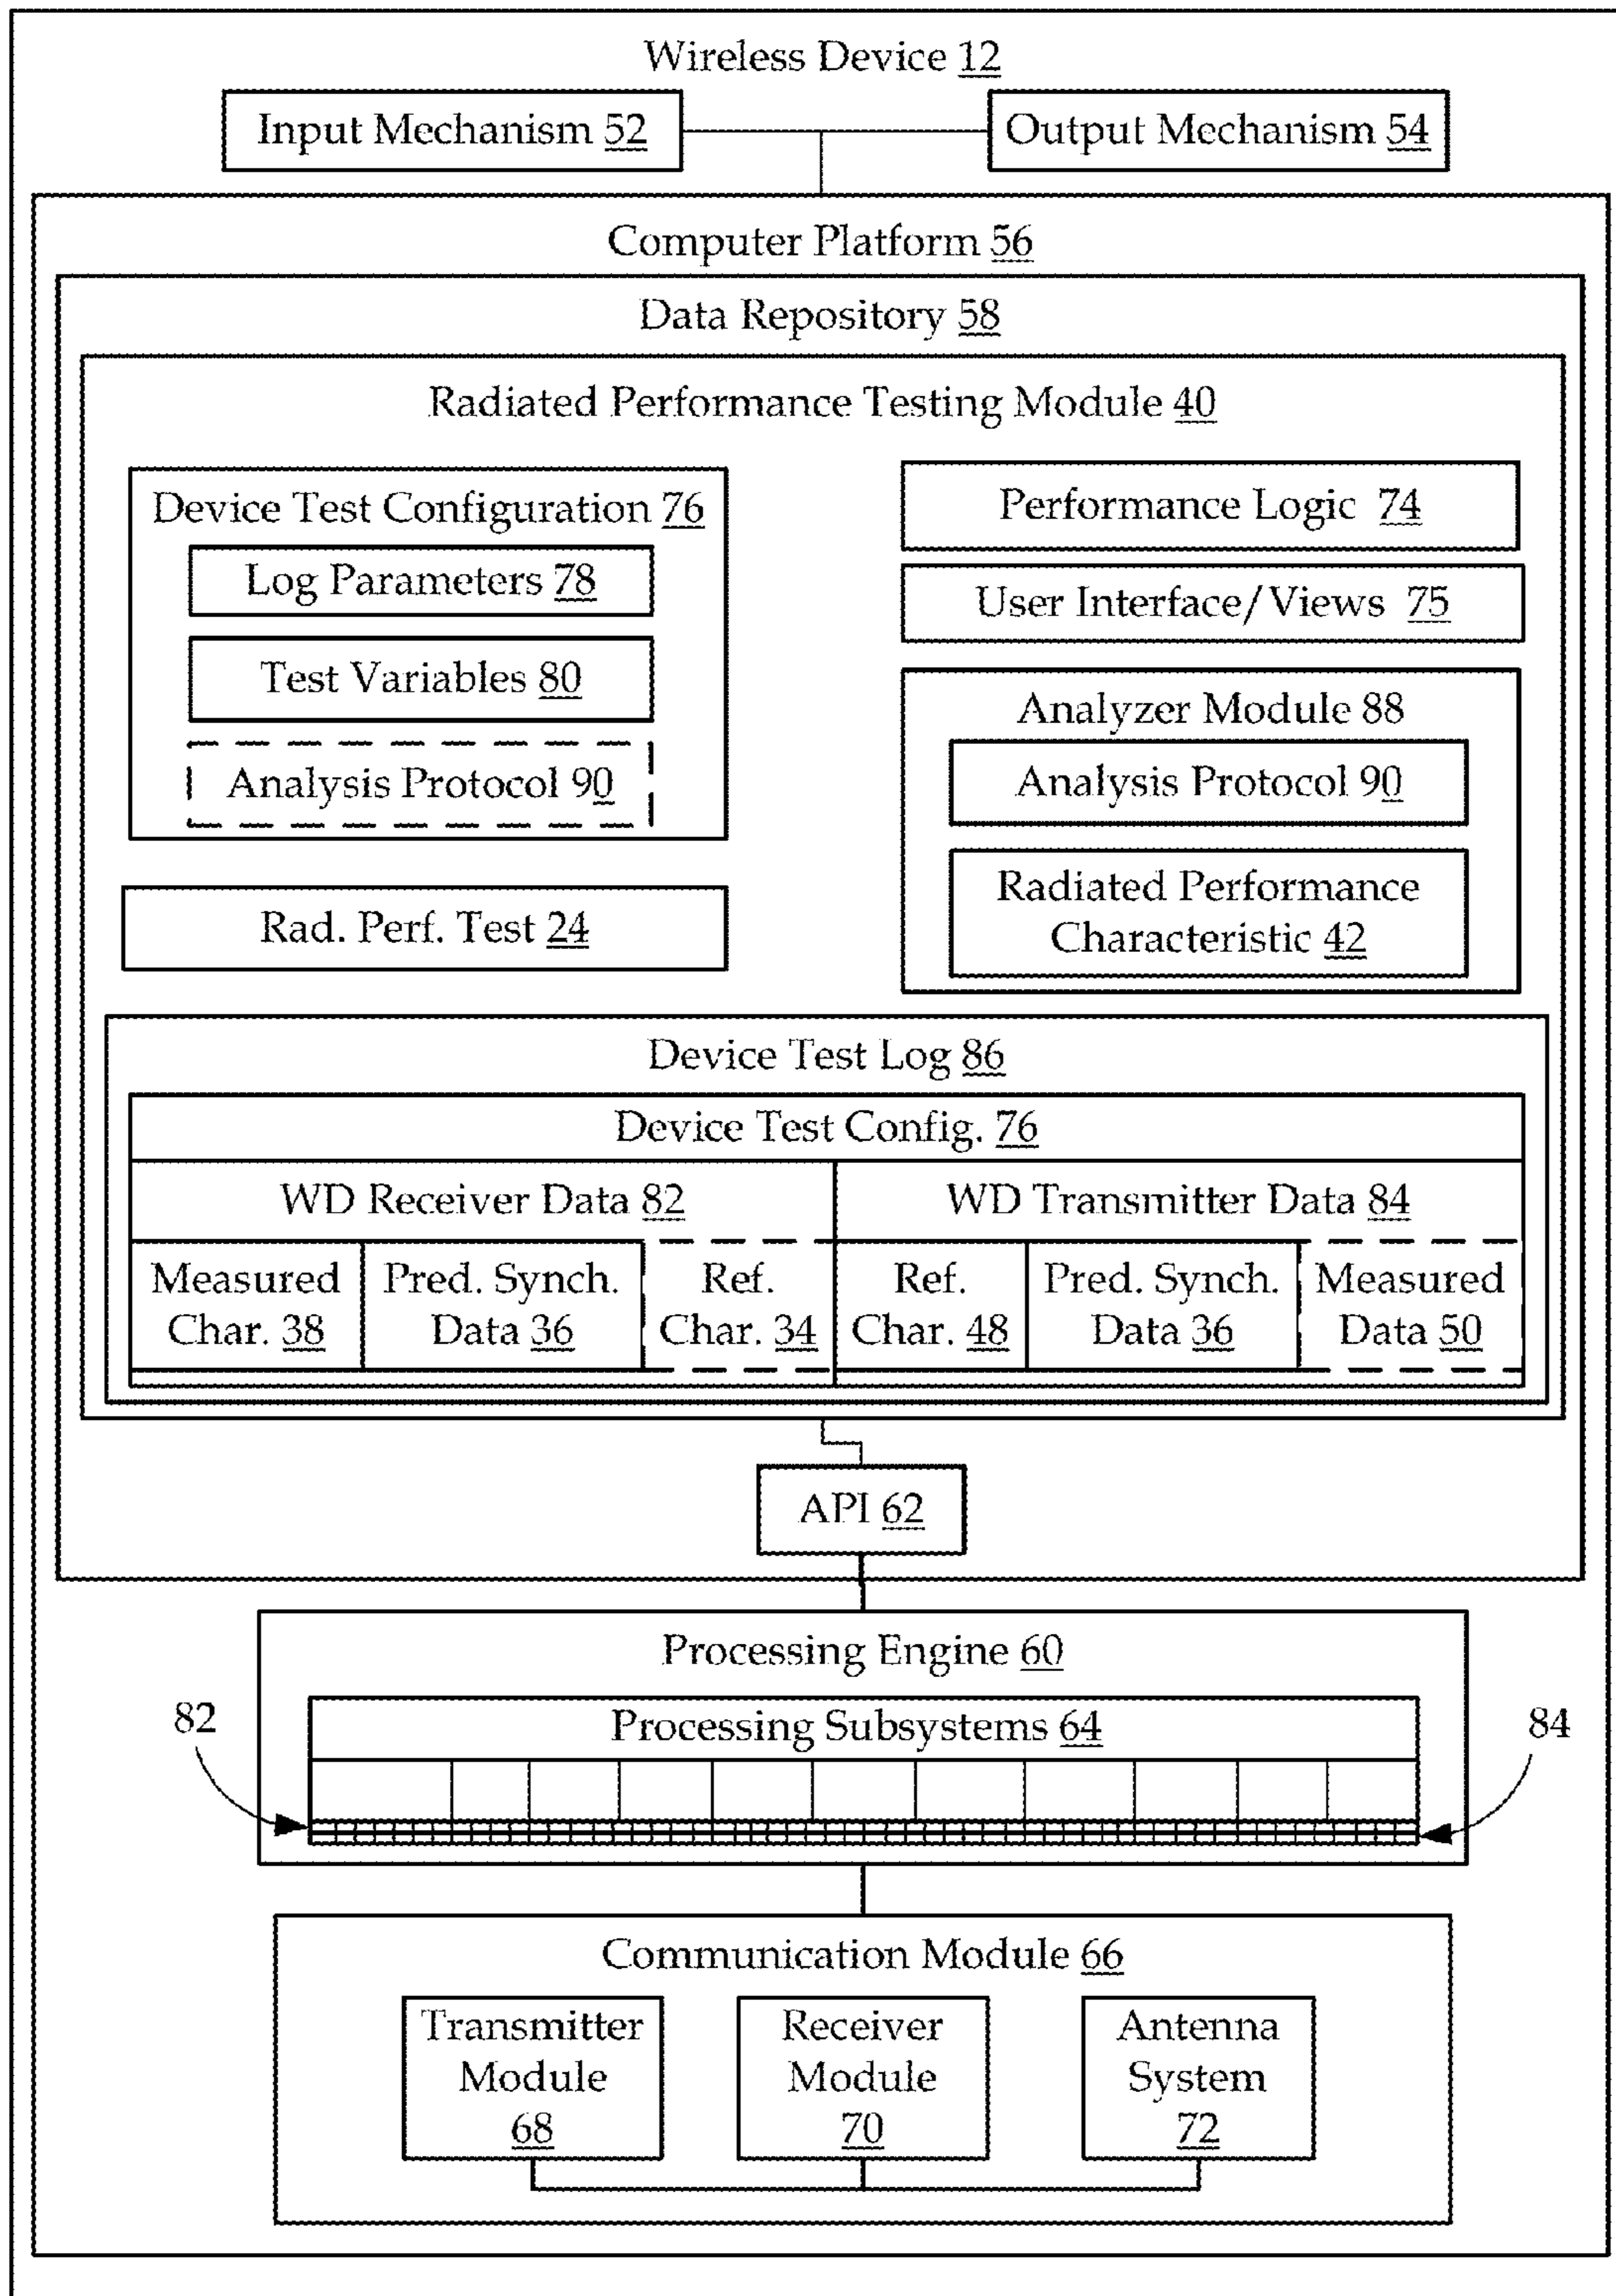 Wireless Device 12
Input Mechanism 52
Output Mechanism 54
Computer Platform 56
Data Repository 58
Radiated Performance Testing Module 40
Device Test Configuration 76
Log Parameters 78
Test Variables 80
Analysis Protocol 90
Rad. Perf. Test 24
Performance Logic 74
User Interface/Views 75
Analyzer Module 88
Analysis Protocol 90
Radiated Performance
Characteristic 42
Device Test Log 86
Device Test Config. 76
WD Receiver Data 82
WD Transmitter Data 84
Measured
Char. 38
Pred. Synch.
Data 36
Ref.
Char. 34
Ref.
Char. 48
Pred. Synch.
Data 36
Measured
Data 50
API 62
Processing Engine 60
82
Processing Subsystems 64
84
Communication Module 66
Transmitter
Module
68
Receiver
Module
70
Antenna
System
72